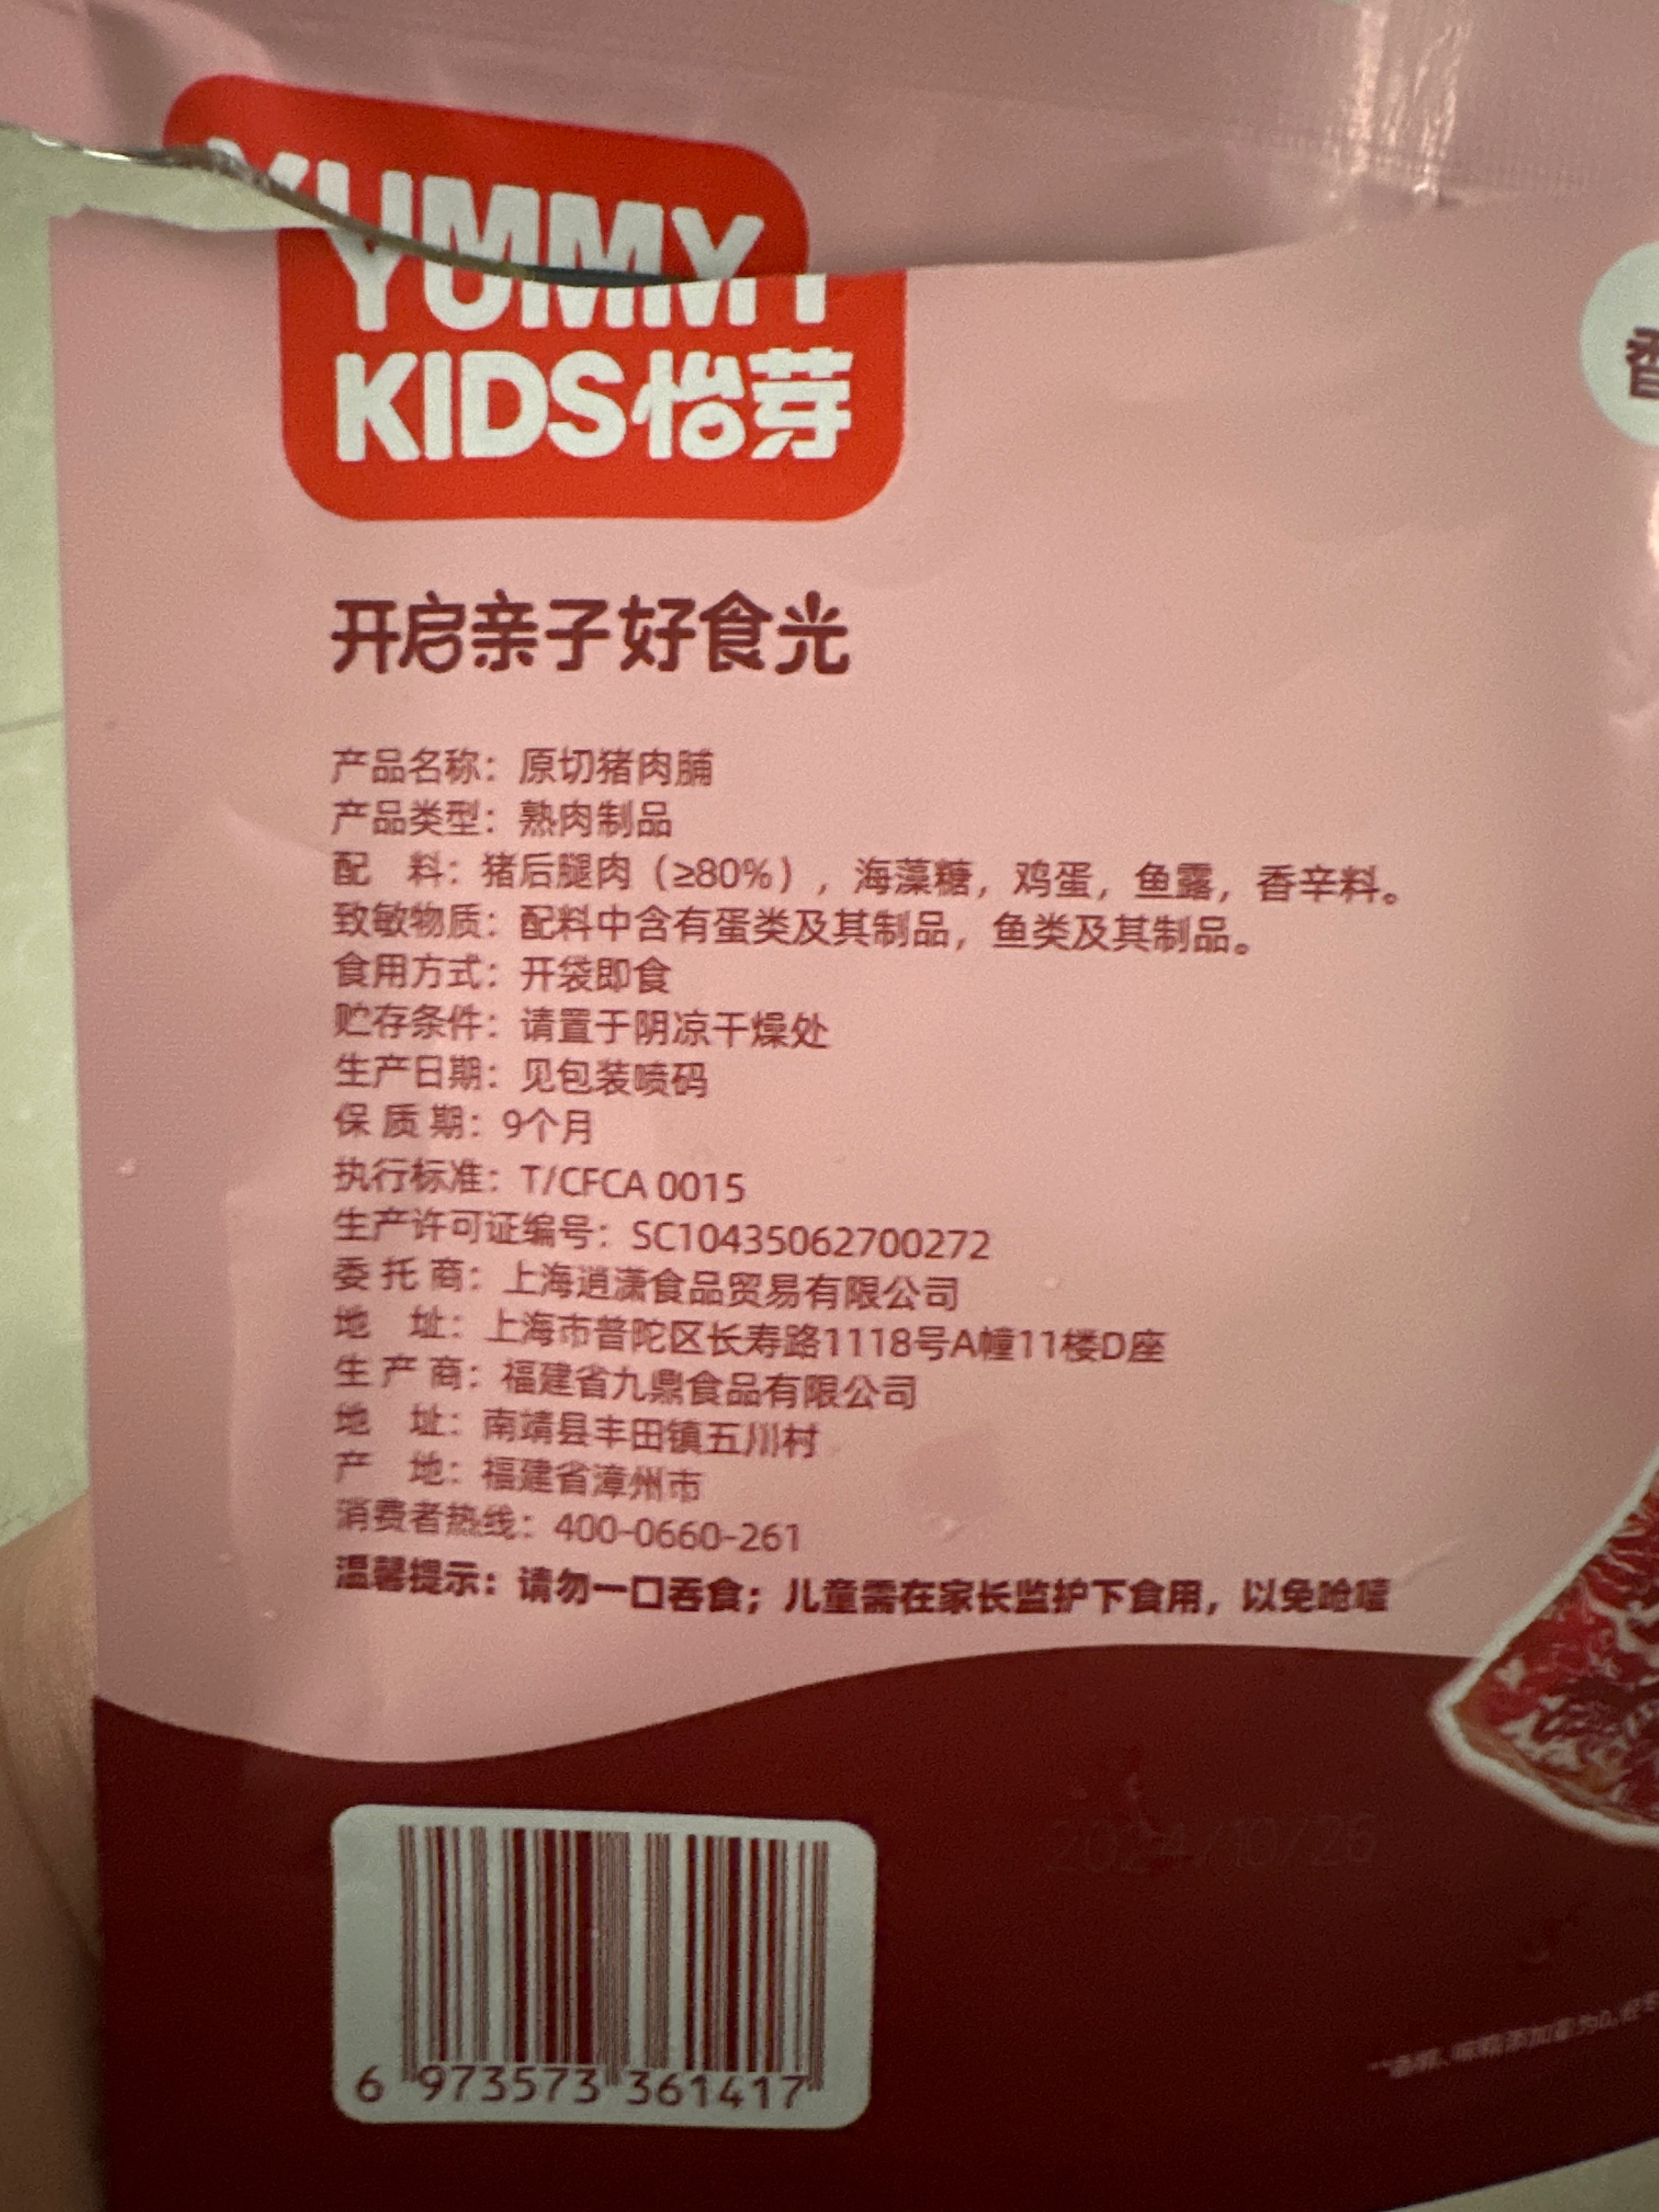 YUMMY
KIDS怡芽
香
开启亲子好食光
产品名称：原切猪肉脯
产品类型：熟肉制品
配 料：猪后腿肉（≥80%），海藻糖，鸡蛋，鱼露，香辛料。
致敏物质：配料中含有蛋类及其制品，鱼类及其制品。
食用方式：开袋即食
贮存条件：请置于阴凉干燥处
生产日期：见包装喷码
保 质 期：9个月
执行标准：T/CFCA 0015
生产许可证编号：SC10435062700272
委 托 商：上海逍潇食品贸易有限公司
地 址：上海市普陀区长寿路1118号A幢11楼D座
生 产 商：福建省九鼎食品有限公司
地 址：南靖县丰田镇五川村
产 地：福建省漳州市
消费者热线：400-0660-261
温馨提示：请勿一口吞食；儿童需在家长监护下食用，以免呛噎
2024/10/26
6 973573 361417
添加量为0